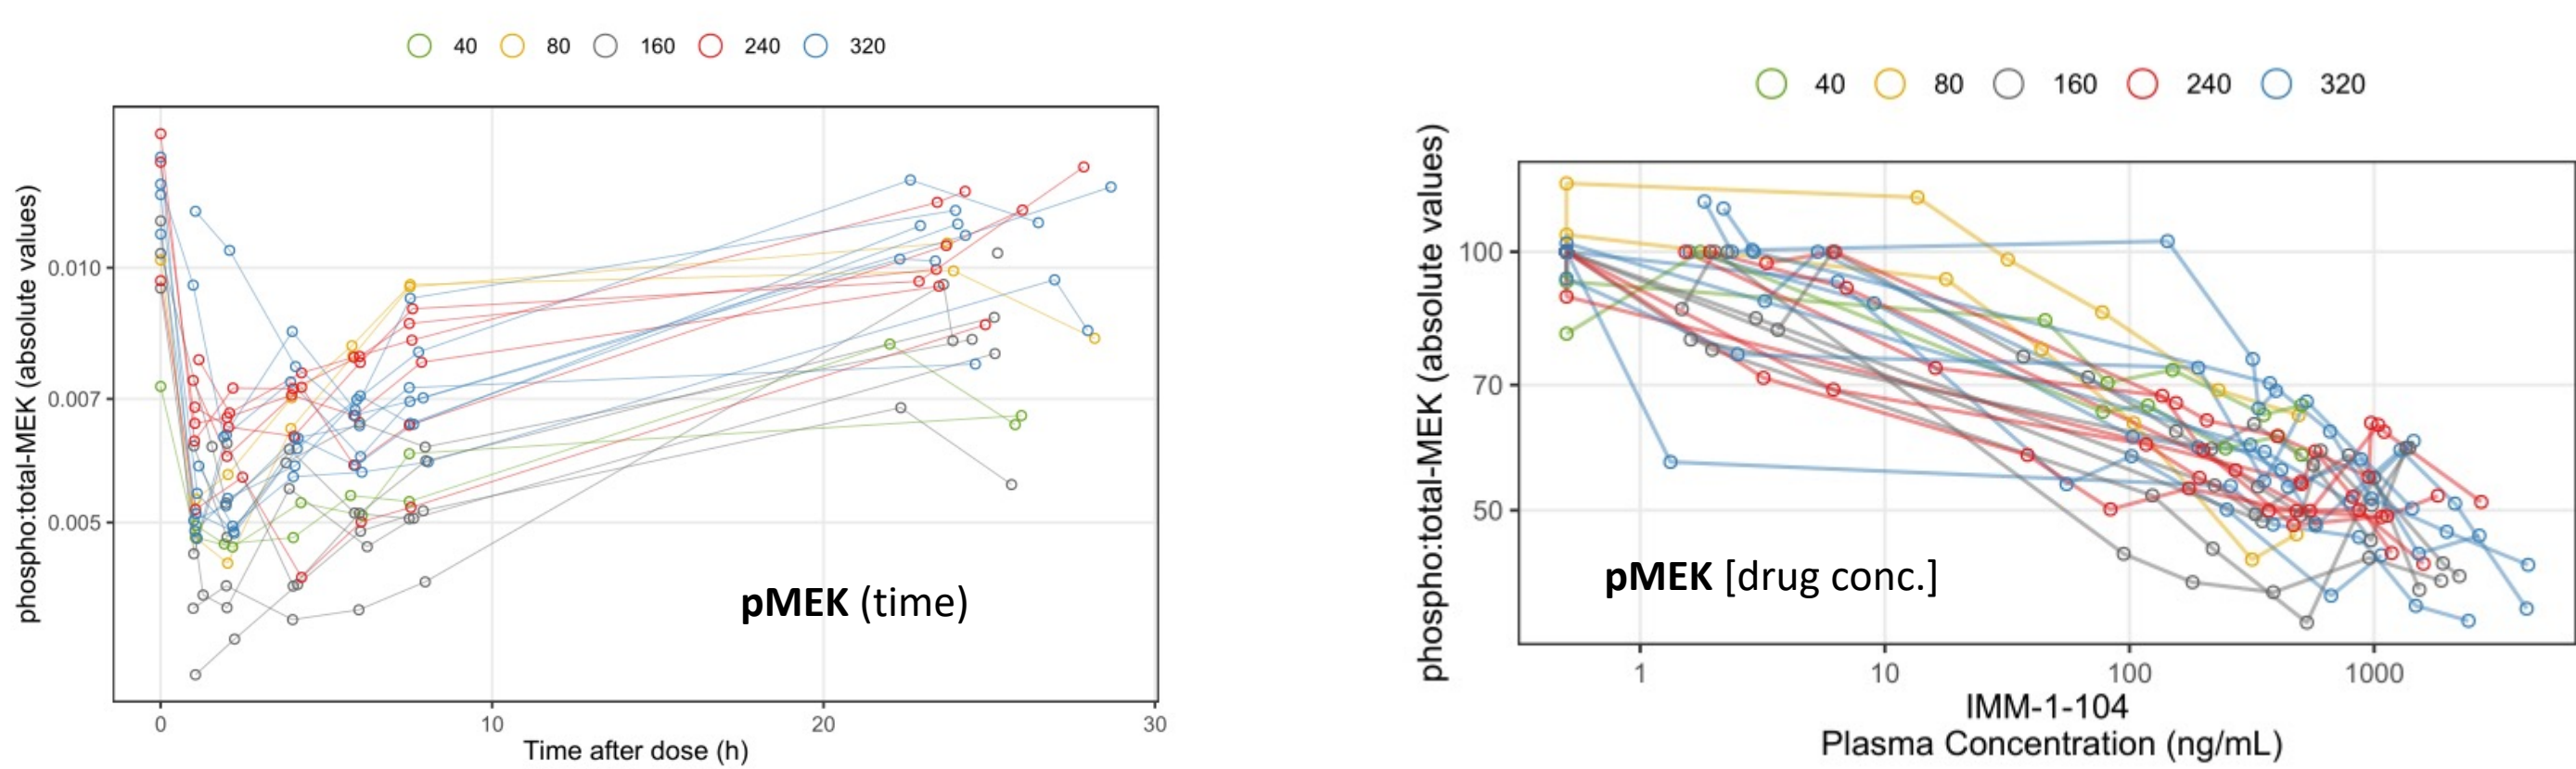 40 80 160 240 320
phospho:total-MEK (absolute values)
0.010
0.007
0.005
pMEK (time)
0 10 20 30
Time after dose (h)
40 80 160 240 320
phospho:total-MEK (absolute values)
100
70
50
pMEK [drug conc.]
1 10 100 1000
IMM-1-104
Plasma Concentration (ng/mL)